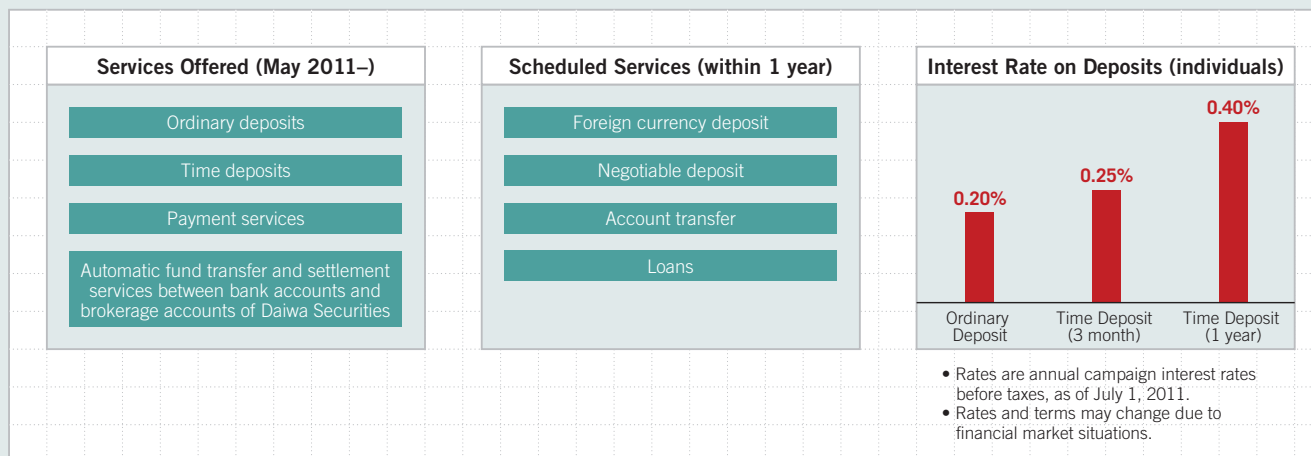 Services Offered (May 2011–)
Ordinary deposits
Time deposits
Payment services
Automatic fund transfer and settlement
services between bank accounts and
brokerage accounts of Daiwa Securities
Scheduled Services (within 1 year)
Foreign currency deposit
Negotiable deposit
Account transfer
Loans
Interest Rate on Deposits (individuals)
0.20%
0.25%
0.40%
Ordinary
Deposit
Time Deposit
(3 month)
Time Deposit
(1 year)
• Rates are annual campaign interest rates
before taxes, as of July 1, 2011.
• Rates and terms may change due to
financial market situations.